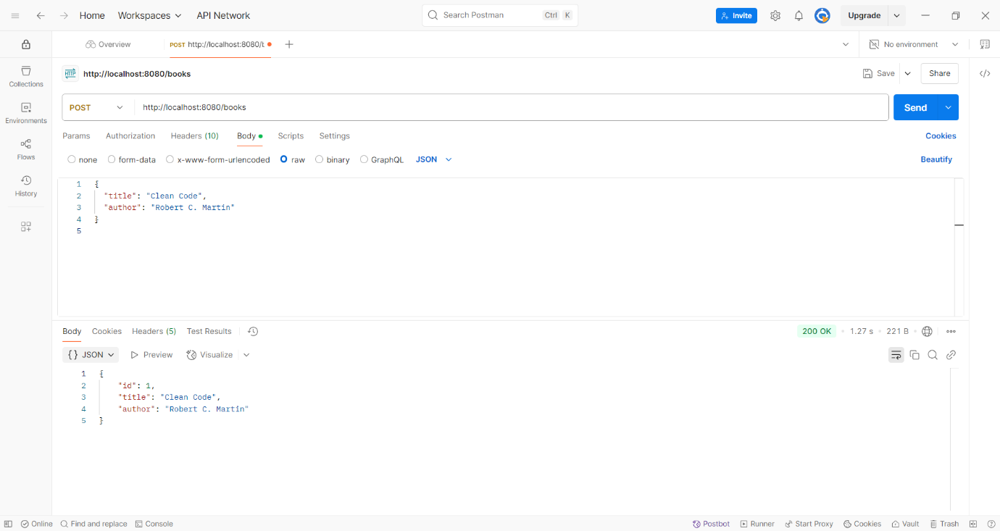 Home Workspaces API Network Search Postman Ctrl K Invite Upgrade
Overview POST http://localhost:8080/b No environment
HTTP http://localhost:8080/books Save Share
Collections
Environments
Flows
History
POST http://localhost:8080/books Send
Params Authorization Headers (10) Body Scripts Settings Cookies
none form-data x-www-form-urlencoded raw binary GraphQL JSON Beautify
1 {
2 "title": "Clean Code",
3 "author": "Robert C. Martin"
4 }
5
Body Cookies Headers (5) Test Results 200 OK 1.27 s 221 B
{} JSON Preview Visualize
1 {
2 "id": 1,
3 "title": "Clean Code",
4 "author": "Robert C. Martin"
5 }
Online Find and replace Console Postbot Runner Start Proxy Cookies Vault Trash